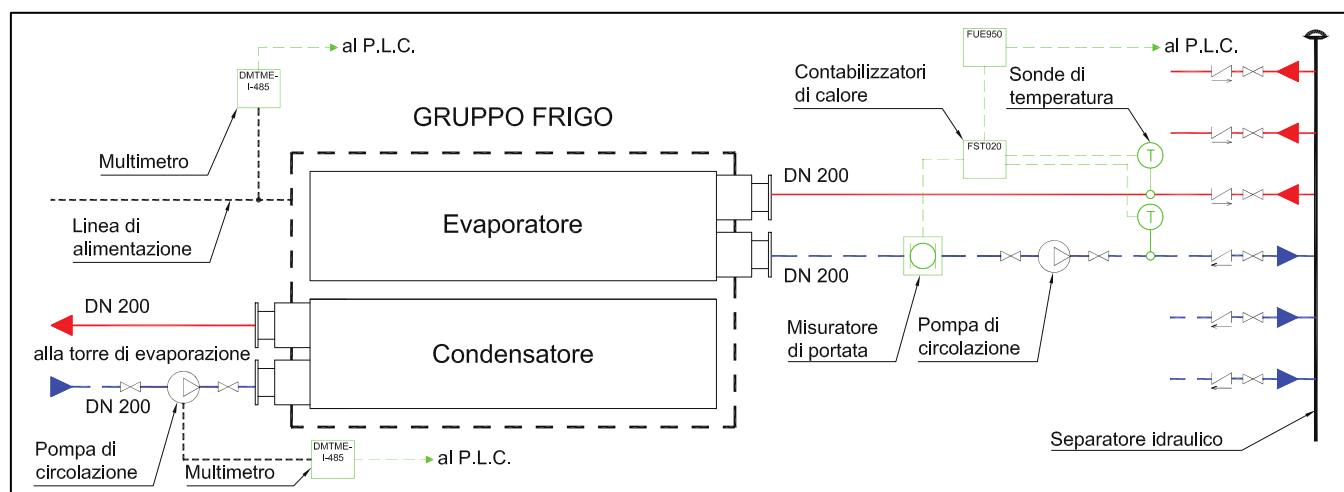 al P.L.C.
DMTME-
I-485
Multimetro
GRUPPO FRIGO
FUE950
al P.L.C.
Contabilizzatori
di calore
Sonde di
temperatura
FST020
T
T
DN 200
Evaporatore
Linea di
alimentazione
DN 200
Misuratore
di portata
Pompa di
circolazione
DN 200
alla torre di evaporazione
Condensatore
DN 200
Pompa di
circolazione
Multimetro
DMTME-
I-485
al P.L.C.
Separatore idraulico